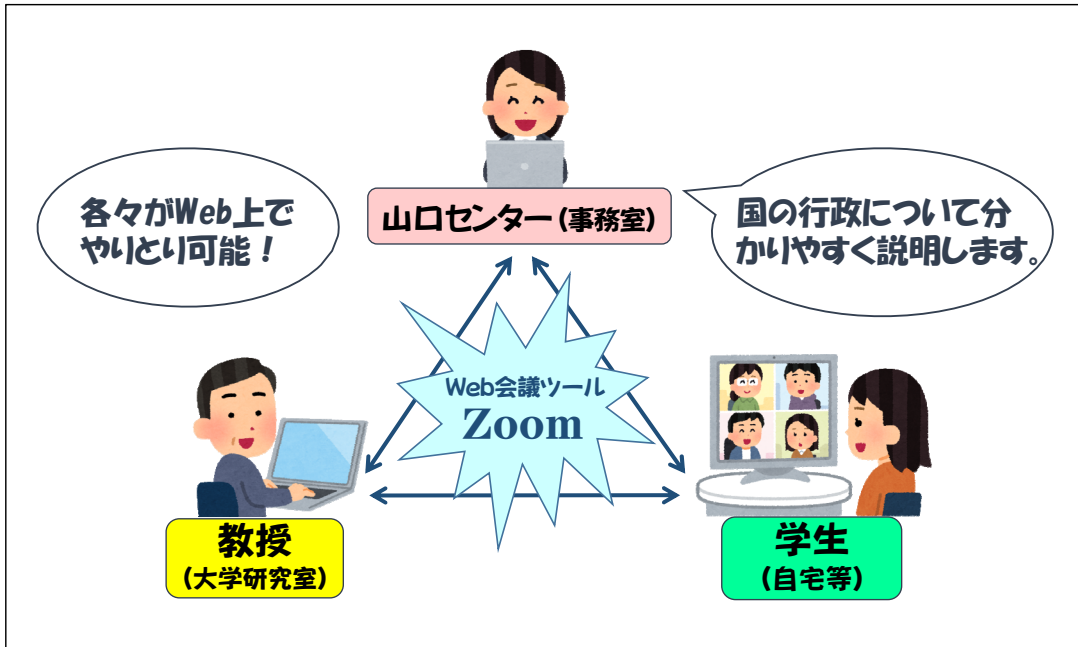 各々がWeb上で
やりとり可能！
山口センター(事務室)
国の行政について分
かりやすく説明します。
Web会議ツール
Zoom
教授
(大学研究室)
学生
(自宅等)